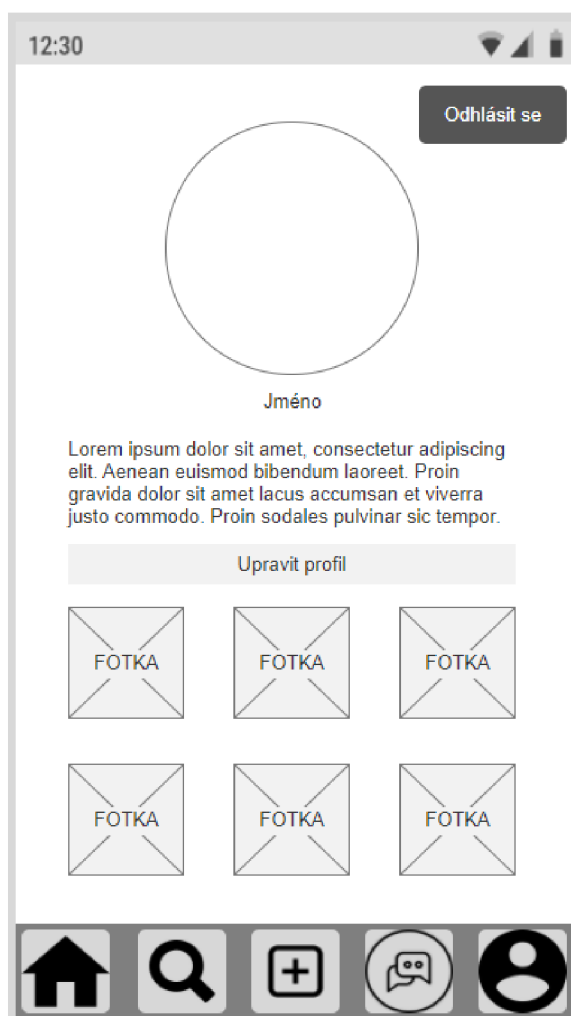 12:30
Odhlásit se
Jméno
Lorem ipsum dolor sit amet, consectetur adipiscing
elit. Aenean euismod bibendum laoreet. Proin
gravida dolor sit amet lacus accumsan et viverra
justo commodo. Proin sodales pulvinar sic tempor.
Upravit profil
FOTKA FOTKA FOTKA
FOTKA FOTKA FOTKA